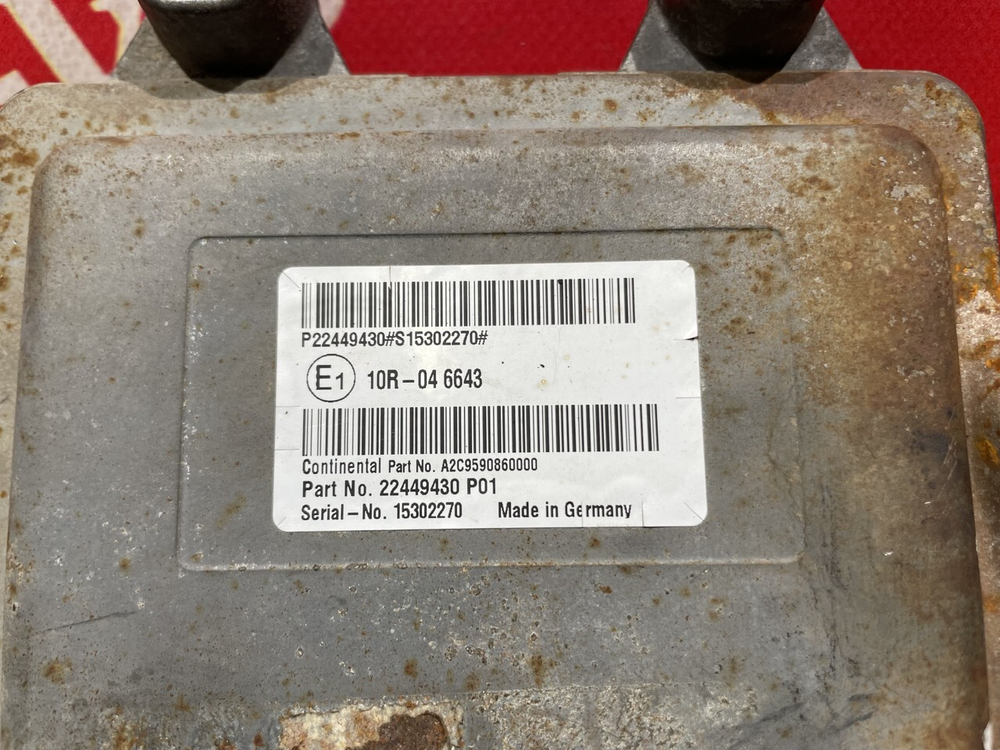 P22449430#S15302270#
E1 10R-04 6643
Continental Part No. A2C9590860000
Part No. 22449430 P01
Serial-No. 15302270 Made in Germany